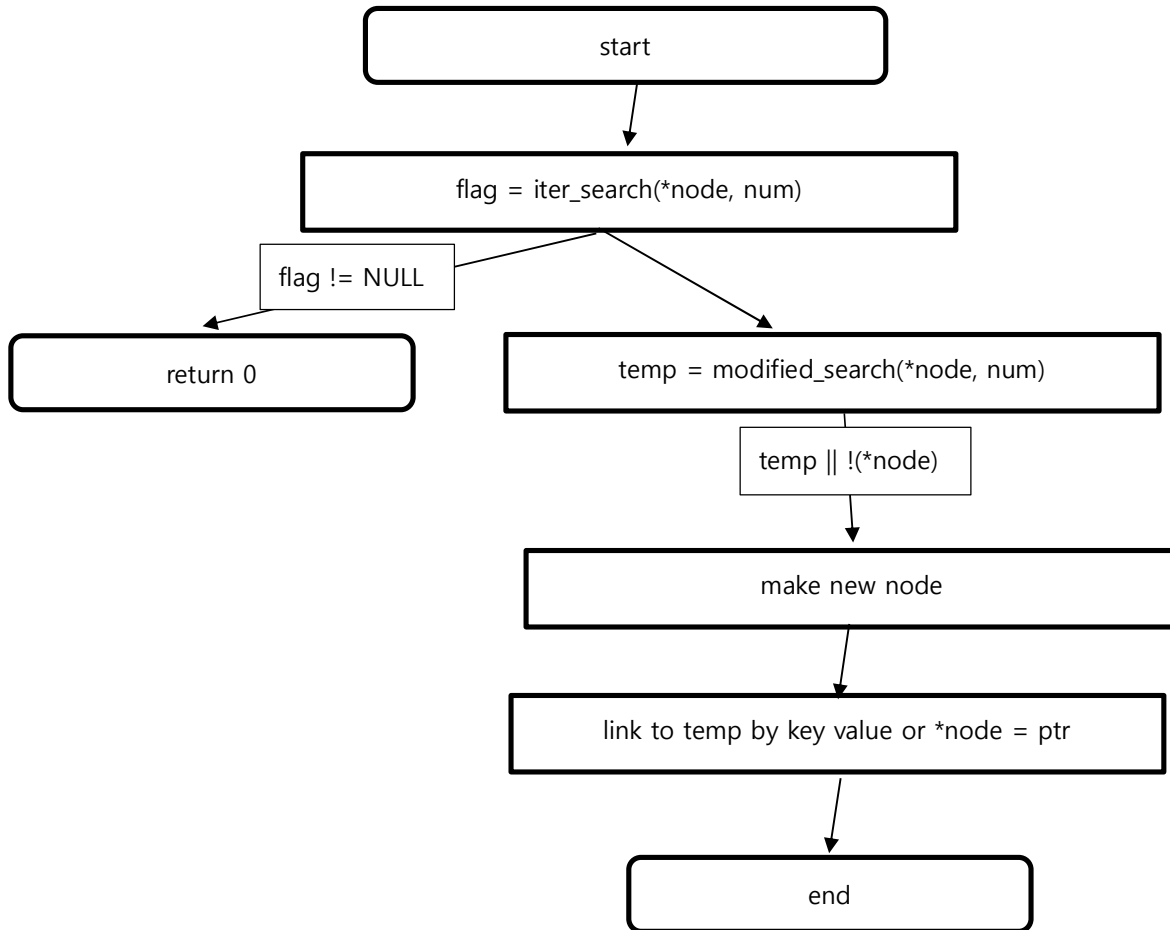 start
flag = iter_search(*node, num)
flag != NULL
return 0
temp = modified_search(*node, num)
temp || !(*node)
make new node
link to temp by key value or *node = ptr
end